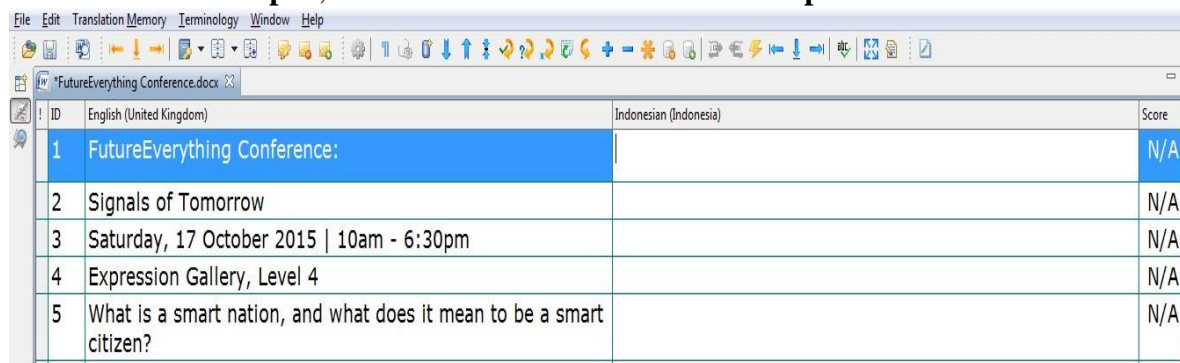 File Edit Translation Memory Terminology Window Help
*FutureEverything Conference.docx
! ID English (United Kingdom) Indonesian (Indonesia) Score
1 FutureEverything Conference: N/A
2 Signals of Tomorrow N/A
3 Saturday, 17 October 2015 | 10am - 6:30pm N/A
4 Expression Gallery, Level 4 N/A
5 What is a smart nation, and what does it mean to be a smart N/A
citizen?